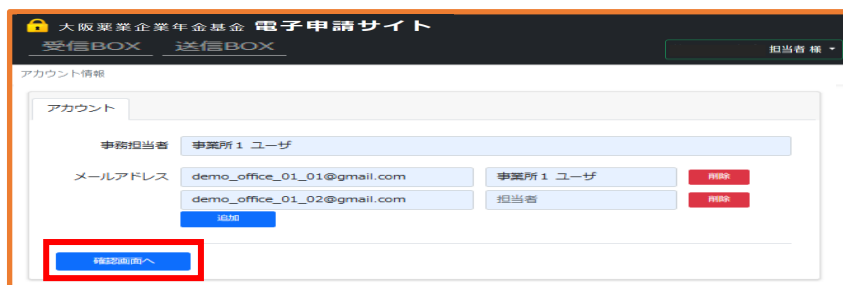 大阪薬業企業年金基金 電子申請サイト
受信BOX 送信BOX
担当者 様
アカウント情報
アカウント
事務担当者 事業所1 ユーザ
メールアドレス demo_office_01_01@gmail.com 事業所1 ユーザ 削除
demo_office_01_02@gmail.com 担当者 削除
追加
確認画面へ